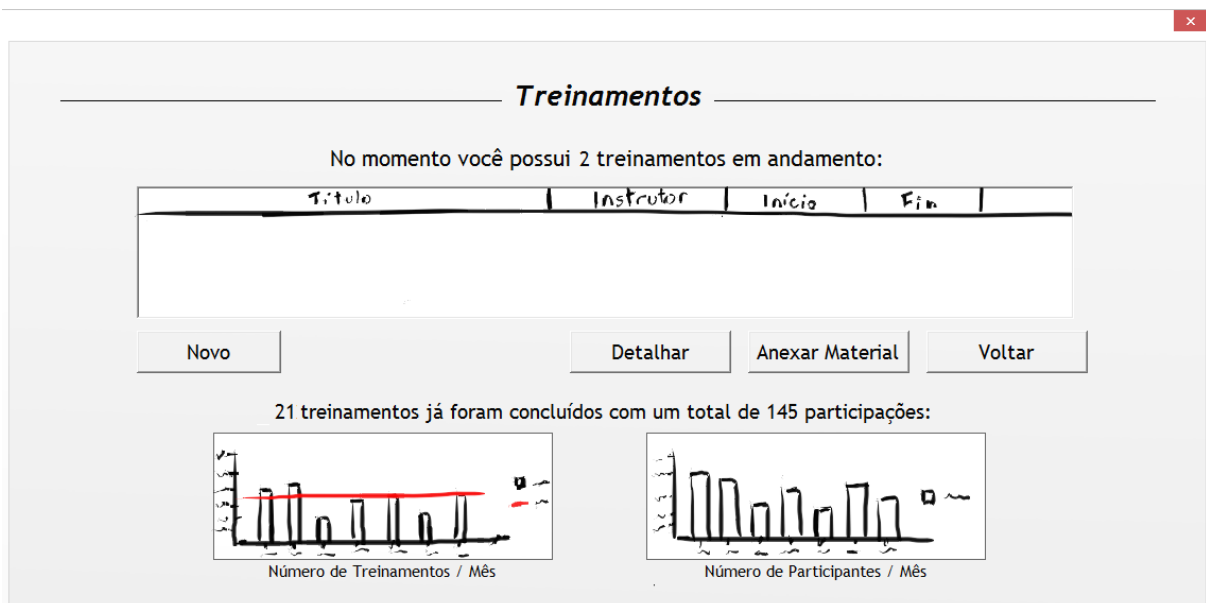 Treinamentos
No momento você possui 2 treinamentos em andamento:
Título Instrutor Início Fim
Novo Detalhar Anexar Material Voltar
21 treinamentos já foram concluídos com um total de 145 participações:
Número de Treinamentos / Mês Número de Participantes / Mês